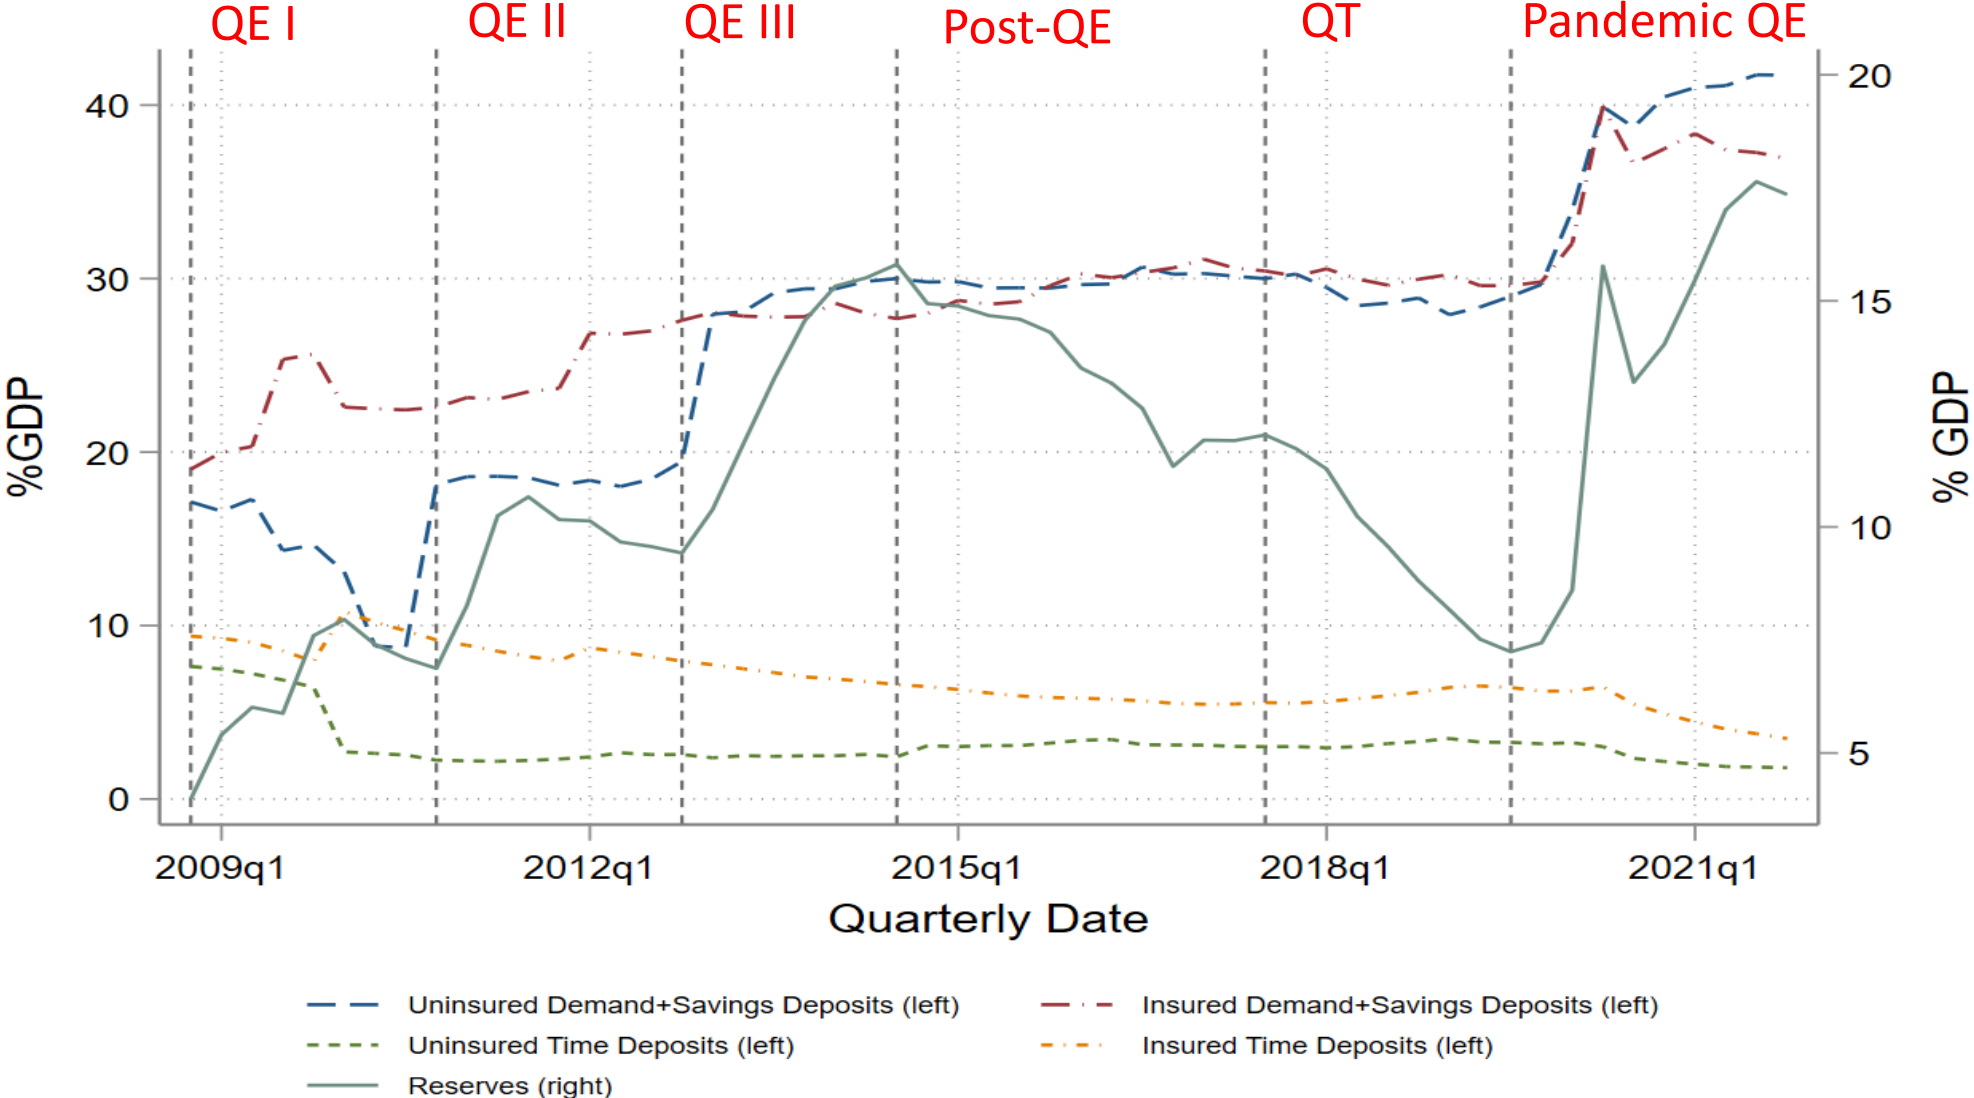 QE I QE II QE III Post-QE QT Pandemic QE
40
30
20
10
0
%GDP
20
15
10
5
% GDP
2009q1 2012q1 2015q1 2018q1 2021q1
Quarterly Date
Uninsured Demand+Savings Deposits (left) Insured Demand+Savings Deposits (left)
Uninsured Time Deposits (left) Insured Time Deposits (left)
Reserves (right)